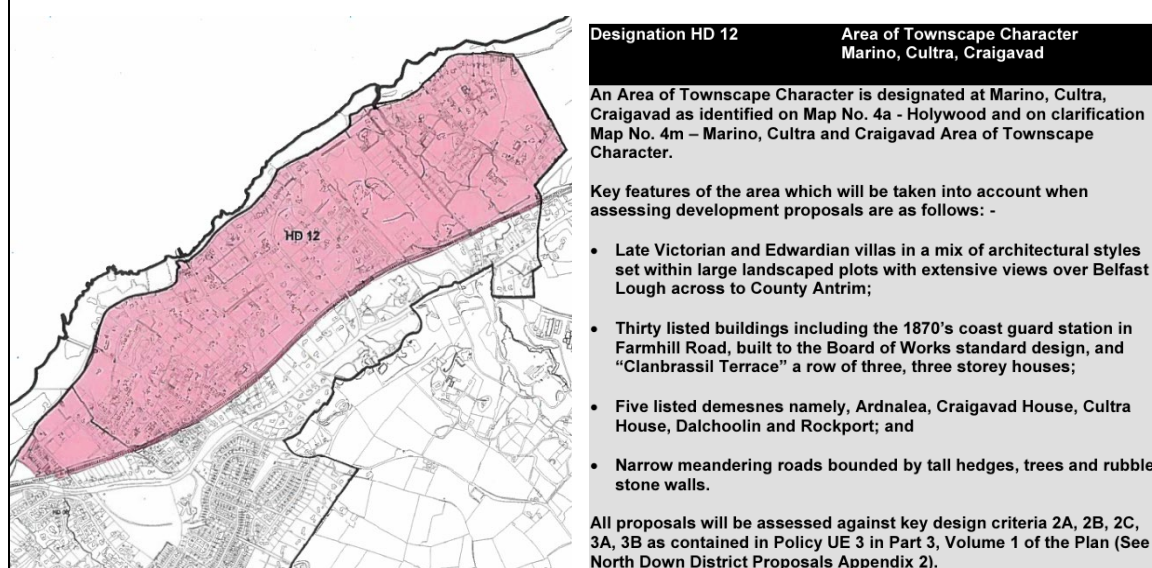 HD 12
Designation HD 12 Area of Townscape Character
Marino, Cultra, Craigavad
An Area of Townscape Character is designated at Marino, Cultra,
Craigavad as identified on Map No. 4a - Holywood and on clarification
Map No. 4m – Marino, Cultra and Craigavad Area of Townscape
Character.
Key features of the area which will be taken into account when
assessing development proposals are as follows: -
• Late Victorian and Edwardian villas in a mix of architectural styles
set within large landscaped plots with extensive views over Belfast
Lough across to County Antrim;
• Thirty listed buildings including the 1870’s coast guard station in
Farmhill Road, built to the Board of Works standard design, and
“Clanbrassil Terrace” a row of three, three storey houses;
• Five listed demesnes namely, Ardnalea, Craigavad House, Cultra
House, Dalchoolin and Rockport; and
• Narrow meandering roads bounded by tall hedges, trees and rubble
stone walls.
All proposals will be assessed against key design criteria 2A, 2B, 2C,
3A, 3B as contained in Policy UE 3 in Part 3, Volume 1 of the Plan (See
North Down District Proposals Appendix 2).